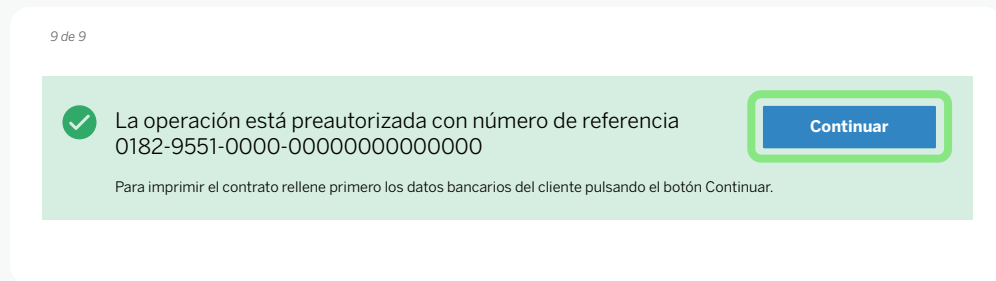 9 de 9
La operación está preautorizada con número de referencia
0182-9551-0000-00000000000000
Continuar
Para imprimir el contrato rellene primero los datos bancarios del cliente pulsando el botón Continuar.